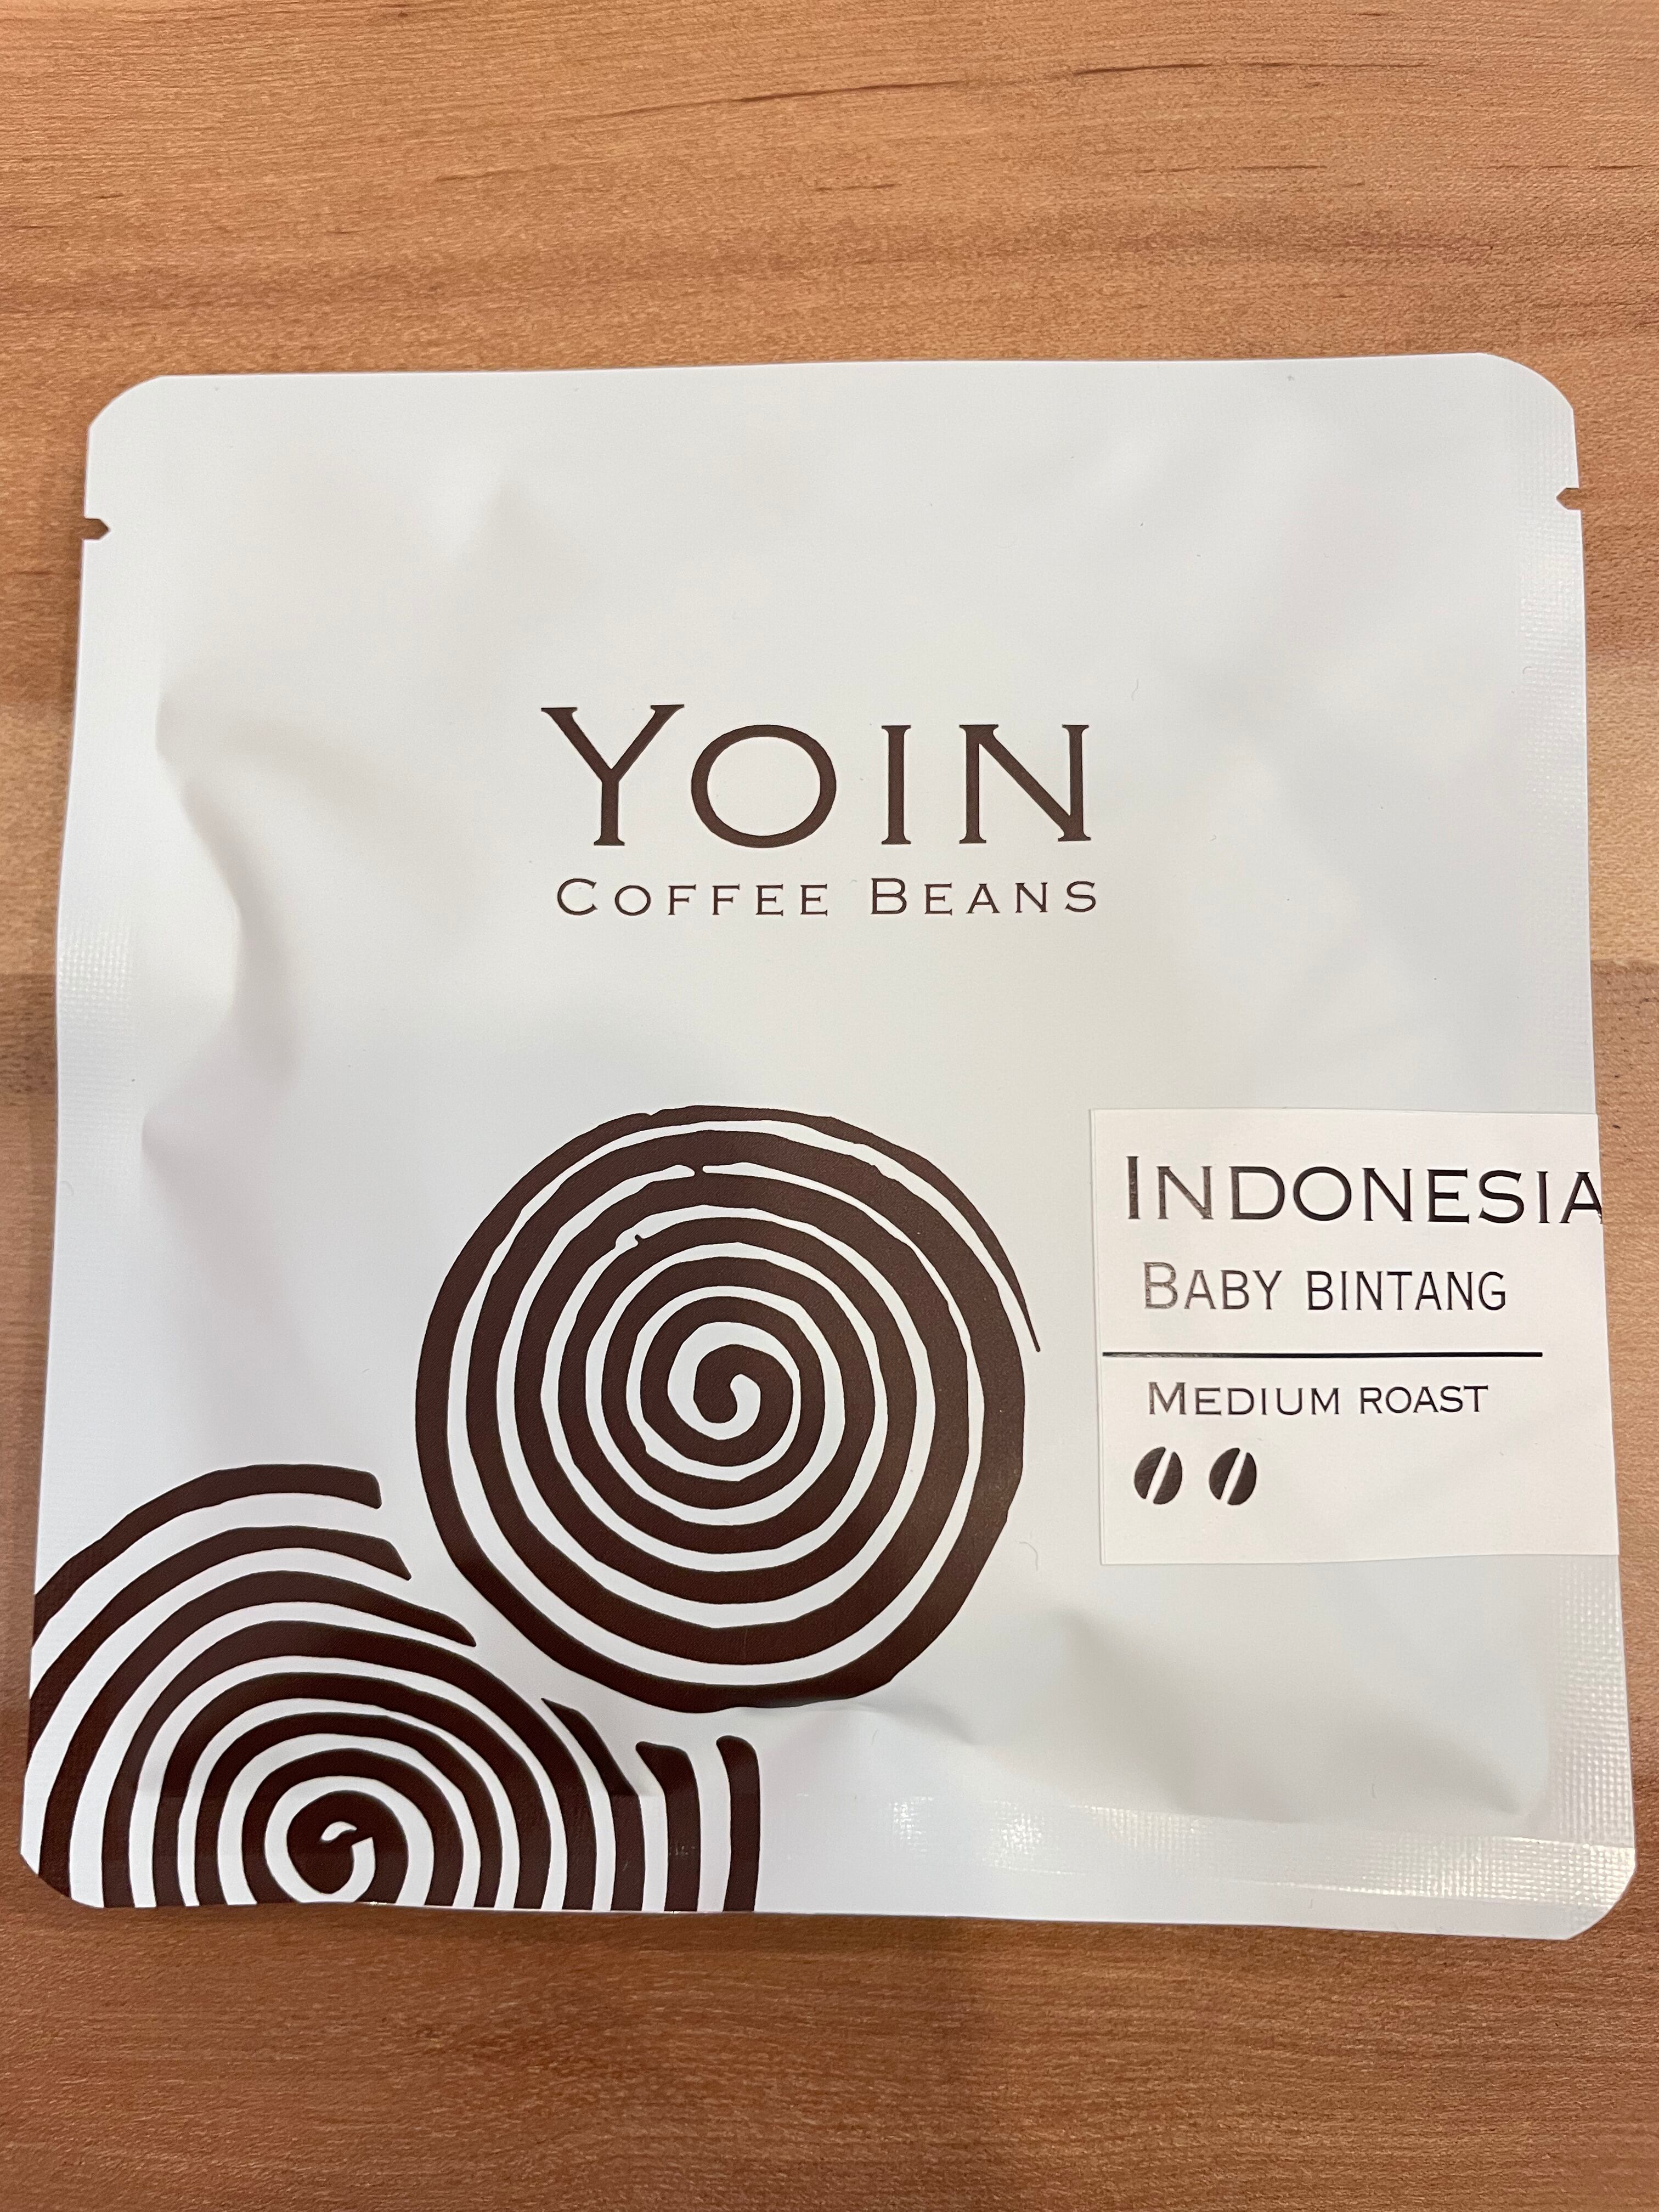 YOIN
COFFEE BEANS
INDONESIA
BABY BINTANG
MEDIUM ROAST